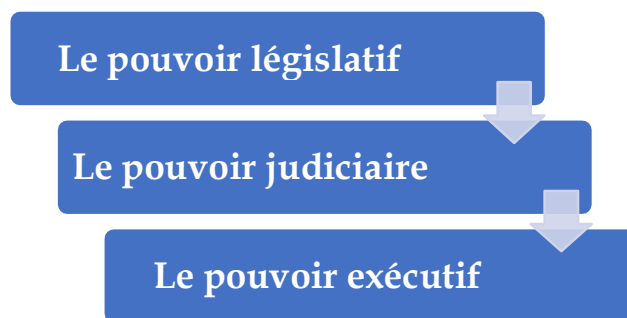 Le pouvoir législatif
Le pouvoir judiciaire
Le pouvoir exécutif